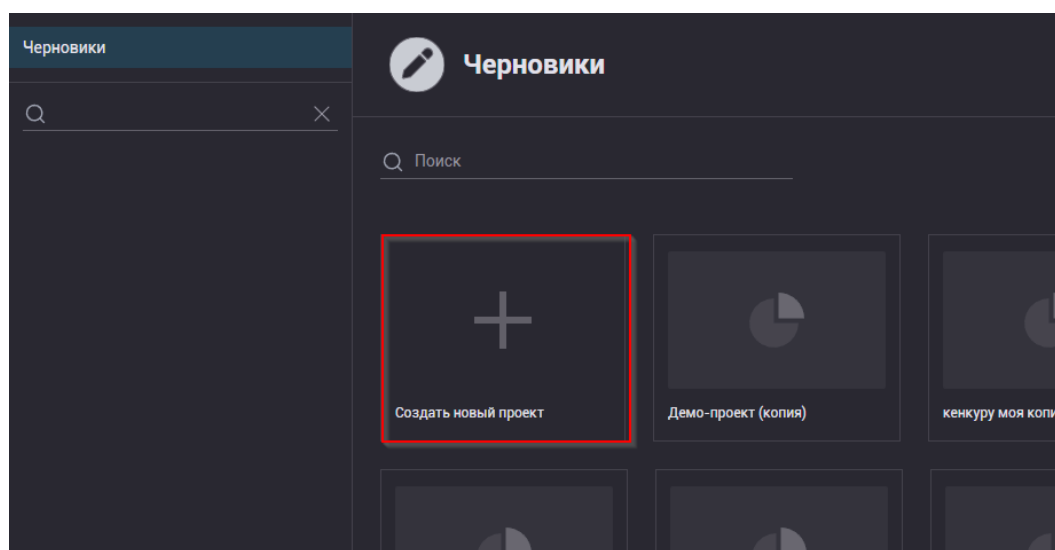 Черновики
Черновики
Поиск
Создать новый проект
Демо-проект (копия)
кенкуру моя копи